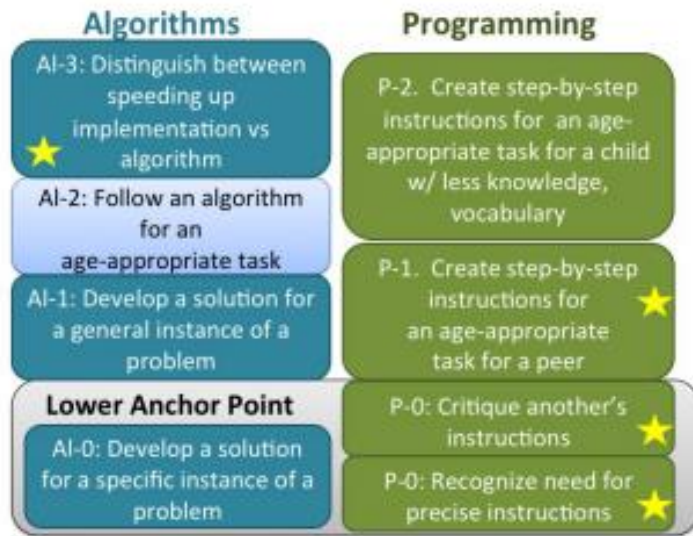 Algorithms
Al-3: Distinguish between
speeding up
implementation vs
algorithm
Al-2: Follow an algorithm
for an
age-appropriate task
Al-1: Develop a solution for
a general instance of a
problem
Lower Anchor Point
Al-0: Develop a solution
for a specific instance of a
problem
Programming
P-2. Create step-by-step
instructions for an age-
appropriate task for a child
w/ less knowledge,
vocabulary
P-1. Create step-by-step
instructions for
an age-appropriate
task for a peer
P-0: Critique another's
instructions
P-0: Recognize need for
precise instructions